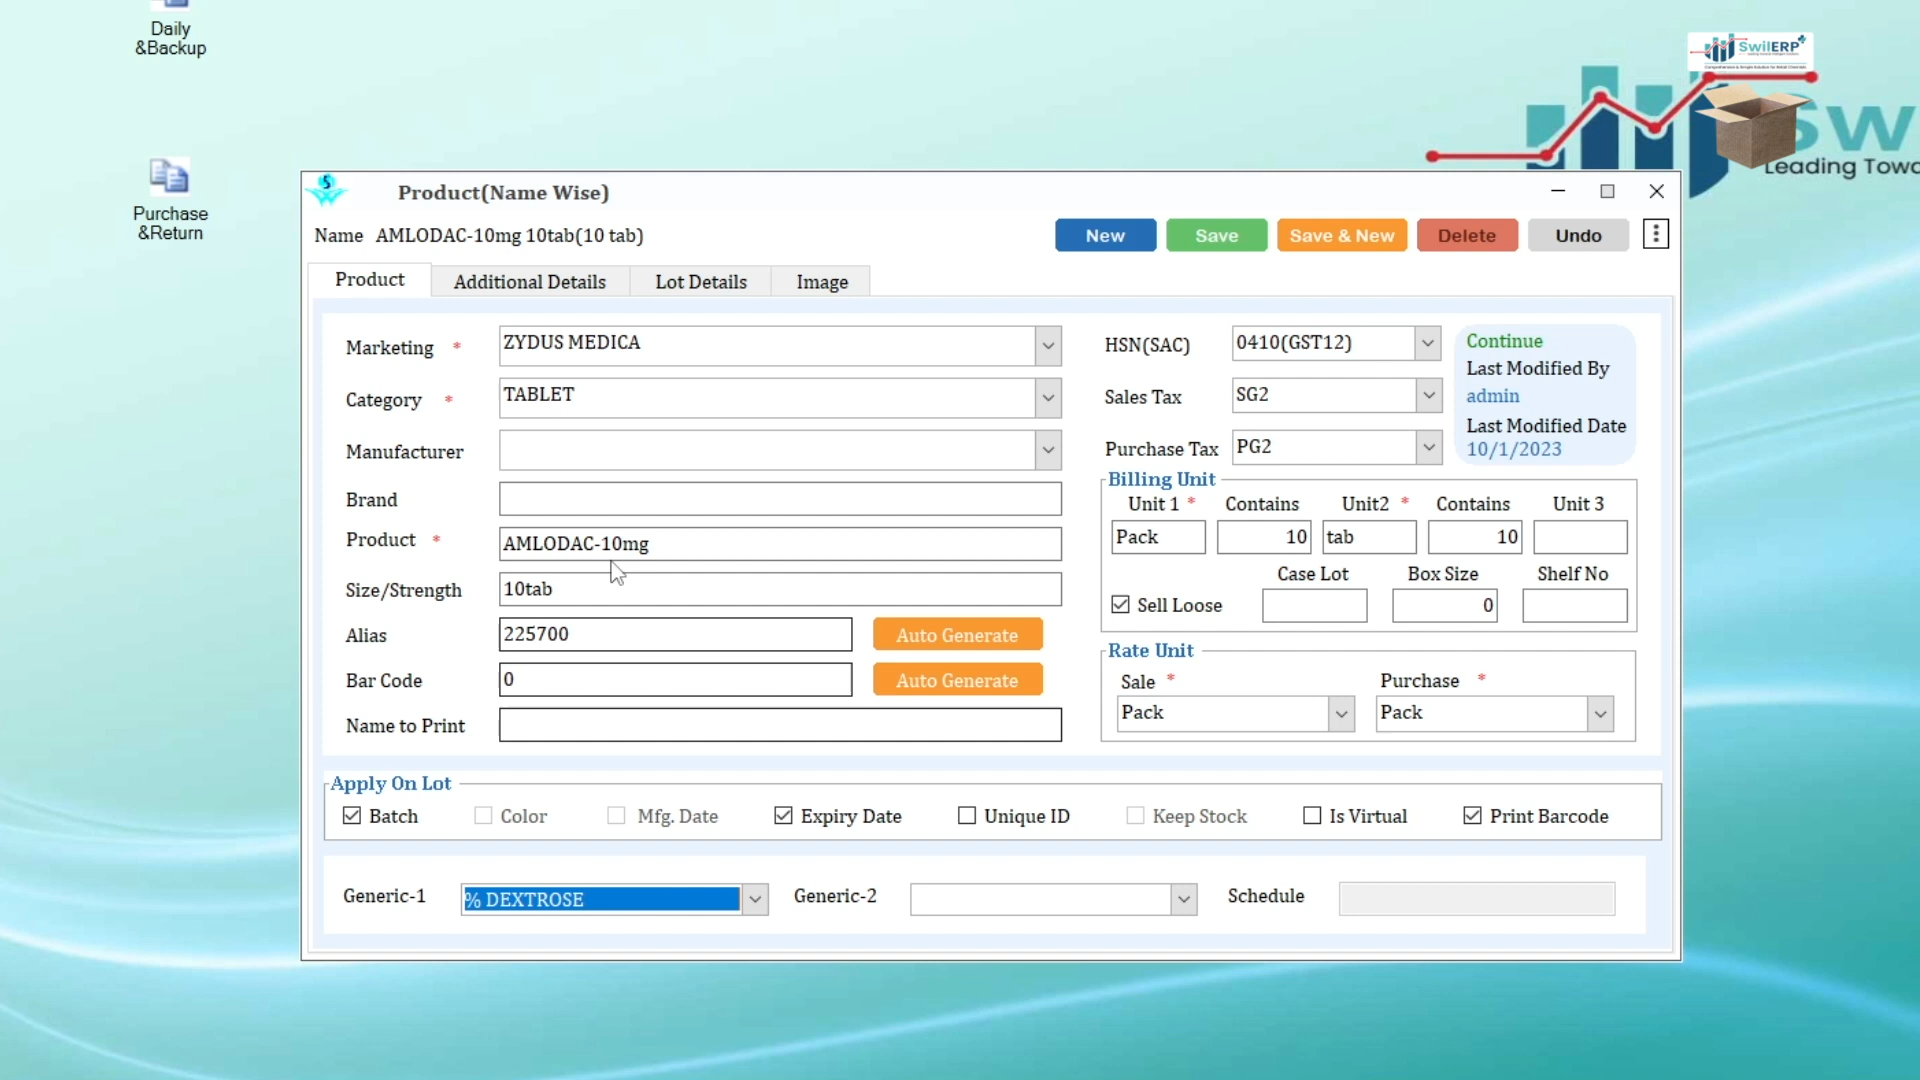 Daily
&Backup
SwilERP
Sw
Leading Towa
Purchase
&Return
Product(Name Wise)
Name AMLODAC-10mg 10tab(10 tab)
New Save Save & New Delete Undo
Product Additional Details Lot Details Image
Marketing * ZYDUS MEDICA
Category * TABLET
Manufacturer
Brand
Product * AMLODAC-10mg
Size/Strength 10tab
Alias 225700 Auto Generate
Bar Code 0 Auto Generate
Name to Print
HSN(SAC) 0410(GST12)
Sales Tax SG2
Purchase Tax PG2
Continue
Last Modified By
admin
Last Modified Date
10/1/2023
Billing Unit
Unit 1 * Contains Unit2 * Contains Unit 3
Pack 10 tab 10
Case Lot Box Size Shelf No
Sell Loose 0
Rate Unit
Sale * Purchase *
Pack Pack
Apply On Lot
Batch Color Mfg. Date Expiry Date Unique ID Keep Stock Is Virtual Print Barcode
Generic-1 % DEXTROSE Generic-2 Schedule